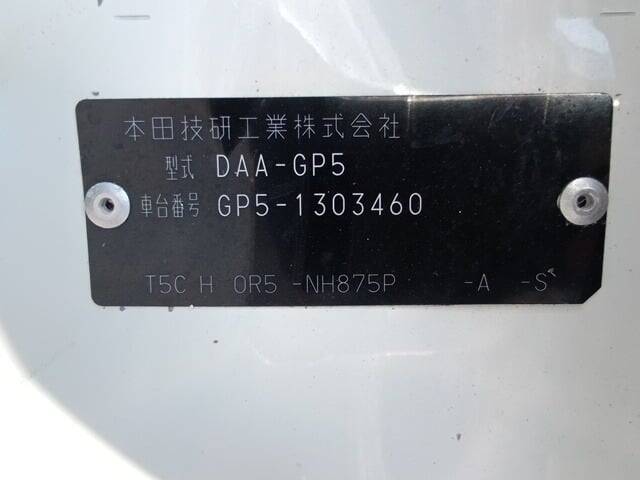 本田技研工業株式会社
型式 DAA-GP5
車台番号 GP5-1303460
T5C H 0R5 -NH875P -A -S